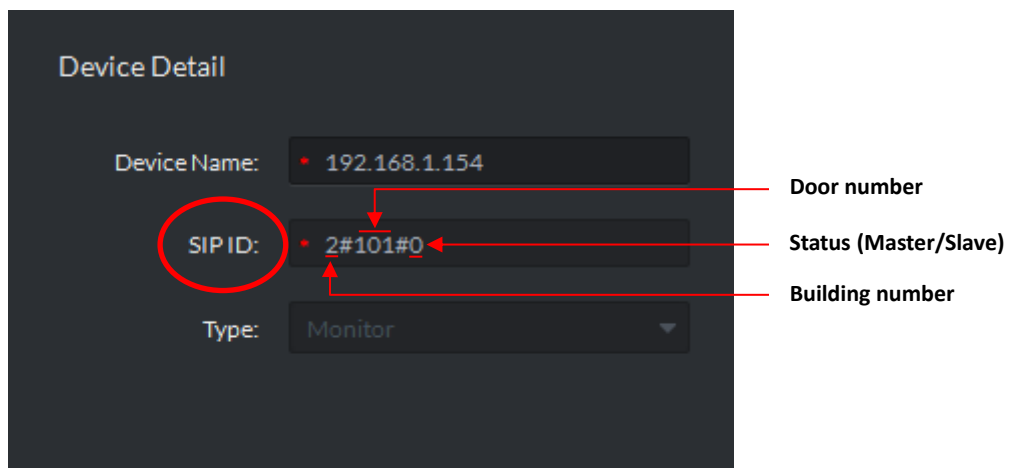 Device Detail
Device Name: * 192.168.1.154
Door number
SIP ID: * 2#101#0
Status (Master/Slave)
Building number
Type: Monitor